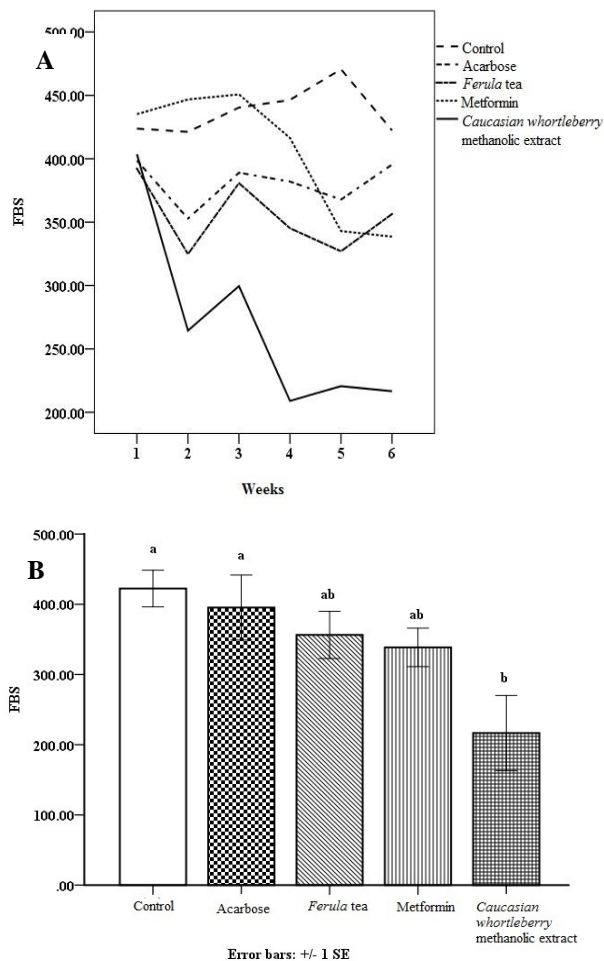 A
500.00
450.00
400.00
350.00
300.00
250.00
200.00
FBS
1 2 3 4 5 6
Weeks
Control
Acarbose
Ferula tea
Metformin
Caucasian whortleberry
methanolic extract
B
500.00
400.00
300.00
200.00
100.00
.00
FBS
a
a
ab
ab
b
Control
Acarbose
Ferula tea
Metformin
Caucasian
whortleberry
methanolic extract
Error bars: +/- 1 SE